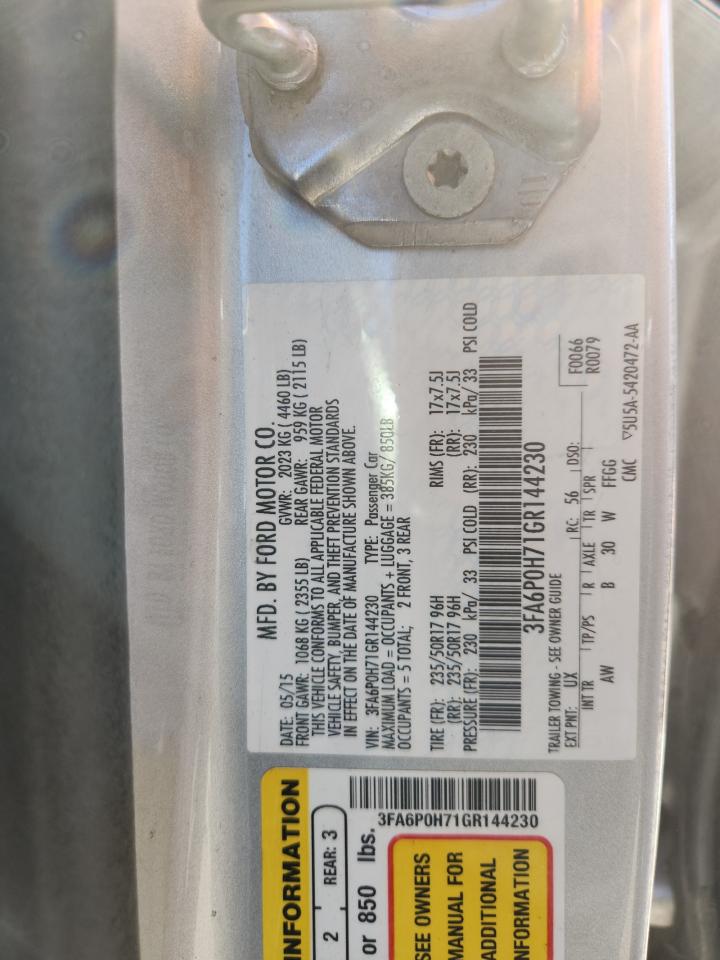 MFD. BY FORD MOTOR CO.
DATE: 05/15 GVWR: 2023 KG ( 4460 LB)
FRONT GAWR: 1068 KG ( 2355 LB) REAR GAWR: 959 KG ( 2115 LB)
THIS VEHICLE CONFORMS TO ALL APPLICABLE FEDERAL MOTOR
VEHICLE SAFETY, BUMPER, AND THEFT PREVENTION STANDARDS
IN EFFECT ON THE DATE OF MANUFACTURE SHOWN ABOVE.
VIN: 3FA6P0H71GR144230 TYPE: Passenger Car
MAXIMUM LOAD = OCCUPANTS + LUGGAGE = 385KG/ 850LB
OCCUPANTS = 5 TOTAL; 2 FRONT, 3 REAR
TIRE (FR): 235/50R17 96H RIMS (FR): 17x7.5J
(RR): 235/50R17 96H (RR): 17x7.5J
PRESSURE (FR): 230 kPa/ 33 PSI COLD (RR): 230 kPa/ 33 PSI COLD
3FA6P0H71GR144230
TRAILER TOWING - SEE OWNER GUIDE
EXT PNT: UX RC: 56 DSO: F0066
INT TR TP/PS R AXLE TR SPR R0079
AW B 30 W FFGG
CMC ▽5U5A-5420472-AA
INFORMATION
2 REAR: 3
or 850 lbs.
3FA6P0H71GR144230
SEE OWNERS
MANUAL FOR
ADDITIONAL
INFORMATION